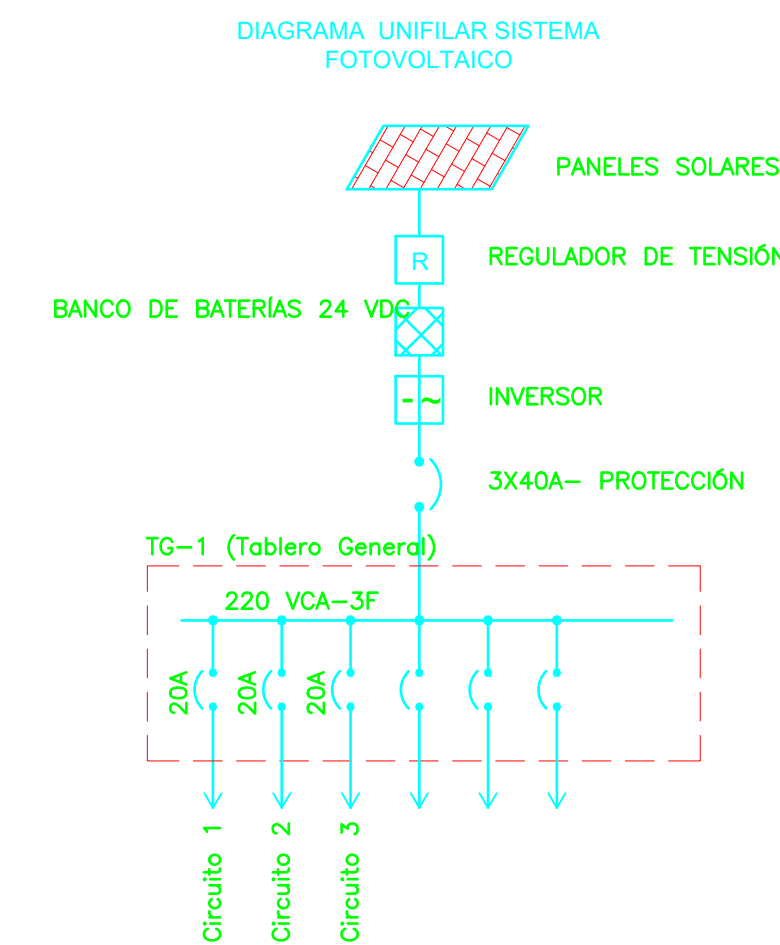 DIAGRAMA UNIFILAR SISTEMA
FOTOVOLTAICO
PANELES SOLARES
R
REGULADOR DE TENSIÓN
BANCO DE BATERÍAS 24 VDC
- ~
INVERSOR
3X40A- PROTECCIÓN
TG-1 (Tablero General)
220 VCA-3F
20A
20A
20A
Circuito 1
Circuito 2
Circuito 3